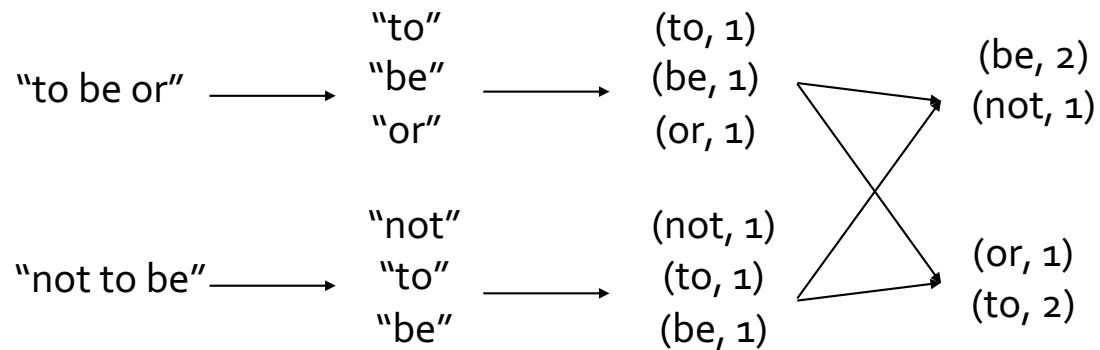 “to be or”
“to”
“be”
“or”
(to, 1)
(be, 1)
(or, 1)
(be, 2)
(not, 1)
“not to be”
“not”
“to”
“be”
(not, 1)
(to, 1)
(be, 1)
(or, 1)
(to, 2)